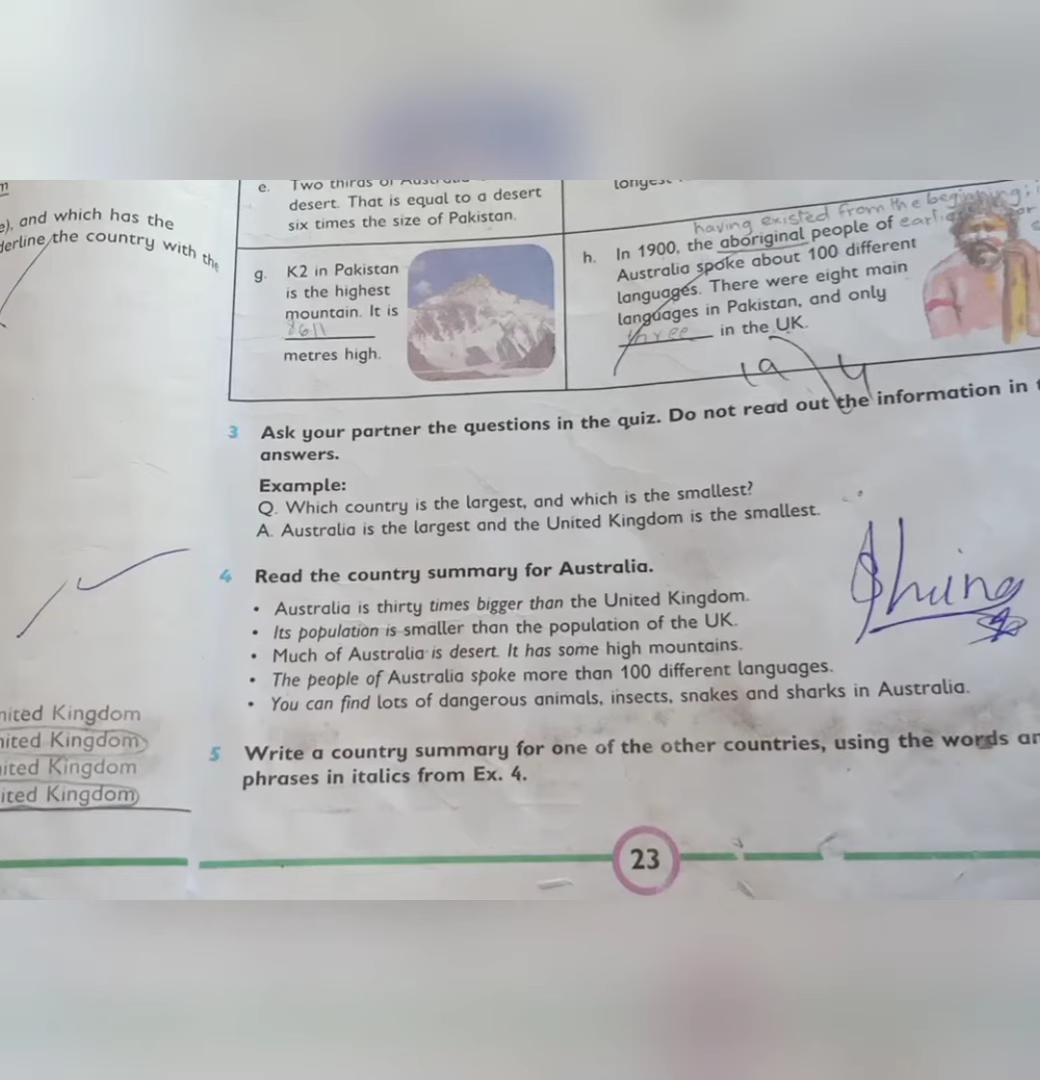 e), and which has the
derline the country with the
nited Kingdom
nited Kingdom
ited Kingdom
ited Kingdom
e. Two thirds of
desert. That is equal to a desert
six times the size of Pakistan.
g. K2 in Pakistan
is the highest
mountain. It is
8611
metres high.
having existed from the beginning;
h. In 1900, the aboriginal people of
Australia spoke about 100 different
languages. There were eight main
languages in Pakistan, and only
three in the UK.
3 Ask your partner the questions in the quiz. Do not read out the information in
answers.
Example:
Q. Which country is the largest, and which is the smallest?
A. Australia is the largest and the United Kingdom is the smallest.
4 Read the country summary for Australia.
• Australia is thirty times bigger than the United Kingdom.
• Its population is smaller than the population of the UK.
• Much of Australia is desert. It has some high mountains.
• The people of Australia spoke more than 100 different languages.
• You can find lots of dangerous animals, insects, snakes and sharks in Australia.
5 Write a country summary for one of the other countries, using the words an
phrases in italics from Ex. 4.
23